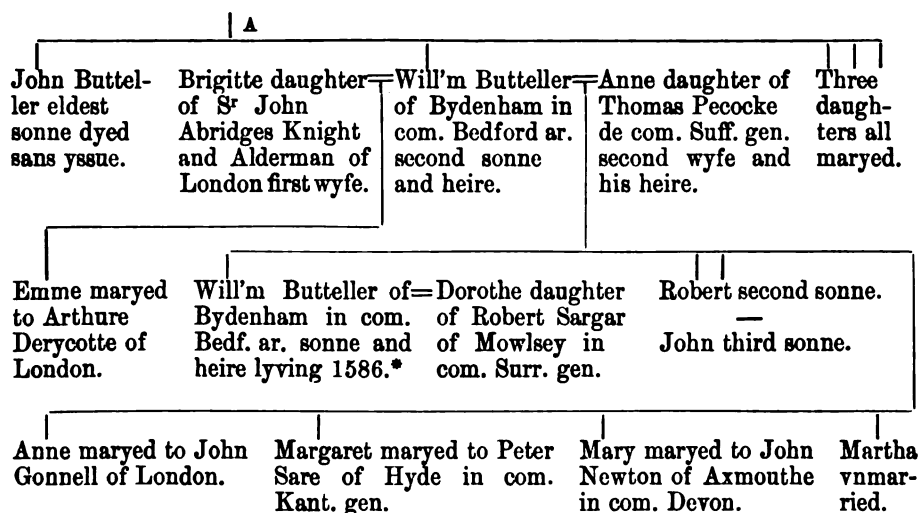 A
John Buttel-
ler eldest
sonne dyed
sans yssue.
Brigitte daughter=
of Sr John
Abridges Knight
and Alderman of
London first wyfe.
Will'm Butteller=
of Bydenham in
com. Bedford ar.
second sonne
and heire.
Anne daughter of
Thomas Pecocke
de com. Suff. gen.
second wyfe and
his heire.
Three
daugh-
ters all
maryed.
Emme maryed
to Arthure
Derycotte of
London.
Will'm Butteller of=
Bydenham in com.
Bedf. ar. sonne and
heire lyving 1586.*
Dorothe daughter
of Robert Sargar
of Mowlsey in
com. Surr. gen.
Robert second sonne.
—
John third sonne.
Anne maryed to John
Gonnell of London.
Margaret maryed to Peter
Sare of Hyde in com.
Kant. gen.
Mary maryed to John
Newton of Axmouthe
in com. Devon.
Martha
vnmar-
ried.